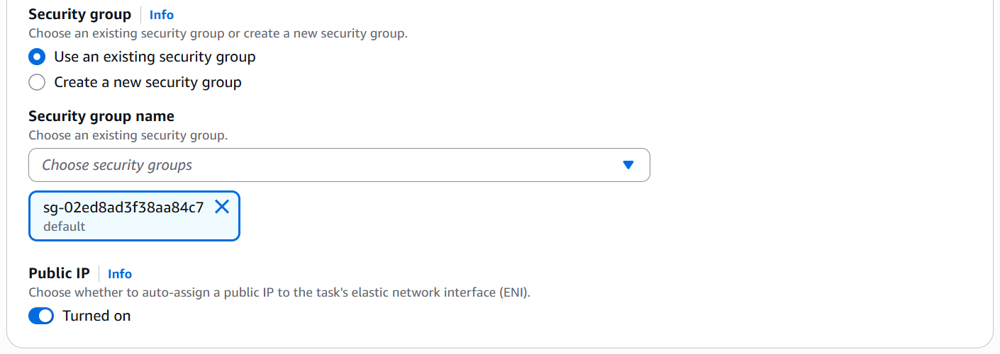 Security group Info
Choose an existing security group or create a new security group.
Use an existing security group
Create a new security group
Security group name
Choose an existing security group.
Choose security groups
sg-02ed8ad3f38aa84c7
default
Public IP Info
Choose whether to auto-assign a public IP to the task's elastic network interface (ENI).
Turned on